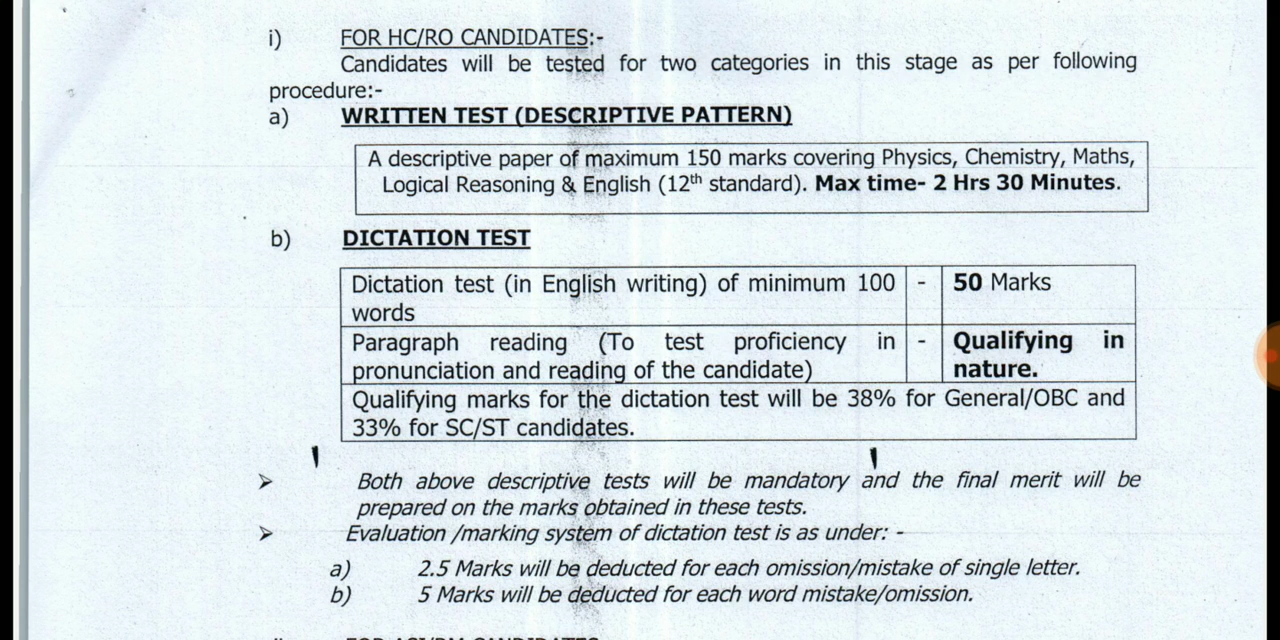 i) FOR HC/RO CANDIDATES:-
Candidates will be tested for two categories in this stage as per following
procedure:-
a) WRITTEN TEST (DESCRIPTIVE PATTERN)
A descriptive paper of maximum 150 marks covering Physics, Chemistry, Maths,
Logical Reasoning & English (12th standard). Max time- 2 Hrs 30 Minutes.
b) DICTATION TEST
Dictation test (in English writing) of minimum 100 - 50 Marks
words
Paragraph reading (To test proficiency in - Qualifying in
pronunciation and reading of the candidate) nature.
Qualifying marks for the dictation test will be 38% for General/OBC and
33% for SC/ST candidates.
➢ Both above descriptive tests will be mandatory and the final merit will be
prepared on the marks obtained in these tests.
➢ Evaluation /marking system of dictation test is as under: -
a) 2.5 Marks will be deducted for each omission/mistake of single letter.
b) 5 Marks will be deducted for each word mistake/omission.